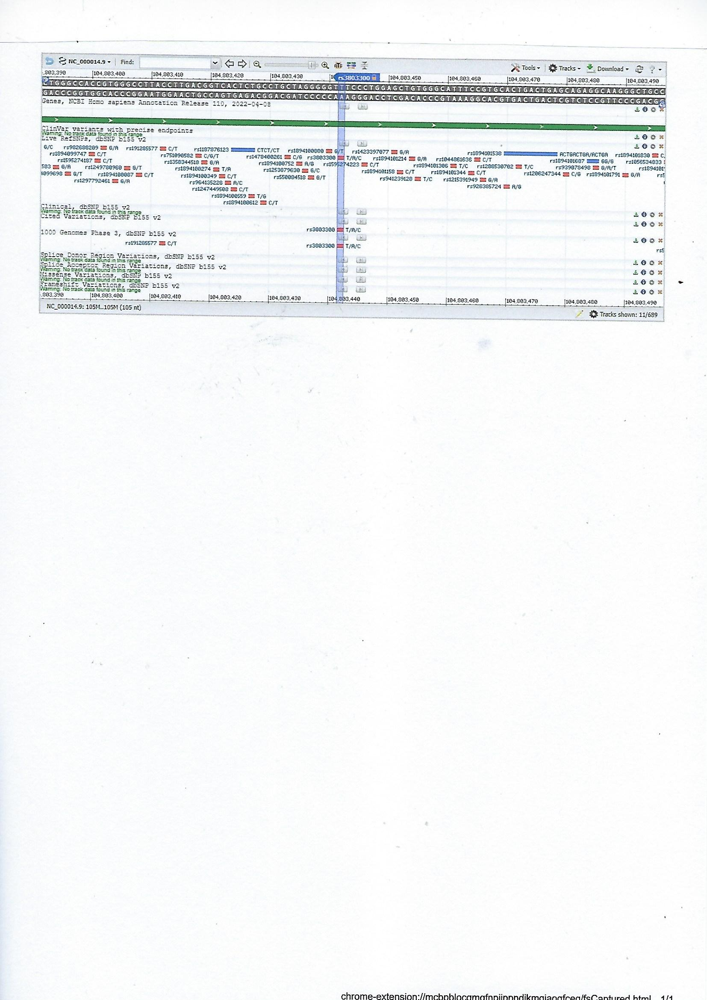 NC_000014.9 Find: Tools Tracks Download ?
,803,390 104,803,400 104,803,410 104,803,420 104,803,430 rs3803300 104,803,450 104,803,460 104,803,470 104,803,480 104,803,490
CTGGGCCACCGTGGGCCTTACCTTGACGGTCACTCTGCCTGCTAGGGGGTTTCCCTGGAGCTGTGGGCATTTCCGTGCACTGACTGAGCAGAGGCAAGGGCTGCC
GACCCGGTGGCACCCGGAATGGAACTGCCAGTGAGACGGACGATCCCCCAAAGGGACCTCGACACCCGTAAAGGCACGTGACTGACTCGTCTCCGTTCCCGACGG
Genes, NCBI Homo sapiens Annotation Release 110, 2022-04-08
ClinVar variants with precise endpoints
Warning: No track data found in this range
Live RefSNPs, dbSNP b155 v2
G/C rs982688209 G/A rs191285577 C/T rs1187876123 CTCT/CT rs1894100880 G/T rs1423397077 G/A rs1894101538 ACTGACTGA/ACTGA rs1894101830 C
rs1894099747 C/T rs751090582 C/G/T rs1478400261 C/G rs3803300 T/A/C rs1894101214 G/A rs1044861636 C/T rs1894101687 GG/G rs1056534833
rs1595274187 C/T rs1358344518 G/A rs1894100752 A/G rs1595274223 C/T rs1894101306 T/C rs1288530702 T/C rs939078498 G/A/T rs1894101
583 G/A rs1249780960 G/T rs1894100274 T/A rs1253879630 G/C rs1894101158 C/T rs1894101344 C/T rs1206247344 C/G rs1894101791 G/A
4099698 G/T rs1894100087 C/T rs1894100349 C/T rs550084518 G/T rs941239128 T/C rs1215391949 G/A
rs1297792461 G/A rs964135228 A/C rs926385724 A/G
rs1247449508 C/T
rs1894100559 T/G
rs1894100612 C/T
Clinical, dbSNP b155 v2
Warning: No track data found in this range
Cited Variations, dbSNP b155 v2
rs3803300 T/A/C
1000 Genomes Phase 3, dbSNP b155 v2
rs191285577 C/T rs3803300 T/A/C
Splice Donor Region Variations, dbSNP b155 v2
Warning: No track data found in this range
Splice Acceptor Region Variations, dbSNP b155 v2
Warning: No track data found in this range
Missense Variations, dbSNP b155 v2
Warning: No track data found in this range
Frameshift Variations, dbSNP b155 v2
Warning: No track data found in this range
,803,390 104,803,400 104,803,410 104,803,420 104,803,430 104,803,440 104,803,450 104,803,460 104,803,470 104,803,480 104,803,490
NC_000014.9: 105M..105M (105 nt) Tracks shown: 11/689
1/1